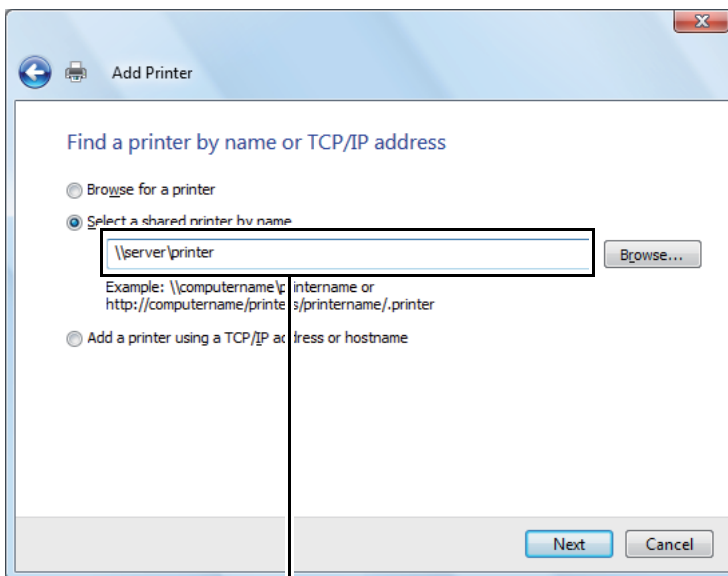 Add Printer
Find a printer by name or TCP/IP address
Browse for a printer
Select a shared printer by name
\\server\printer
Browse...
Example: \\computername\printername or
http://computername/printers/printername/.printer
Add a printer using a TCP/IP address or hostname
Next
Cancel